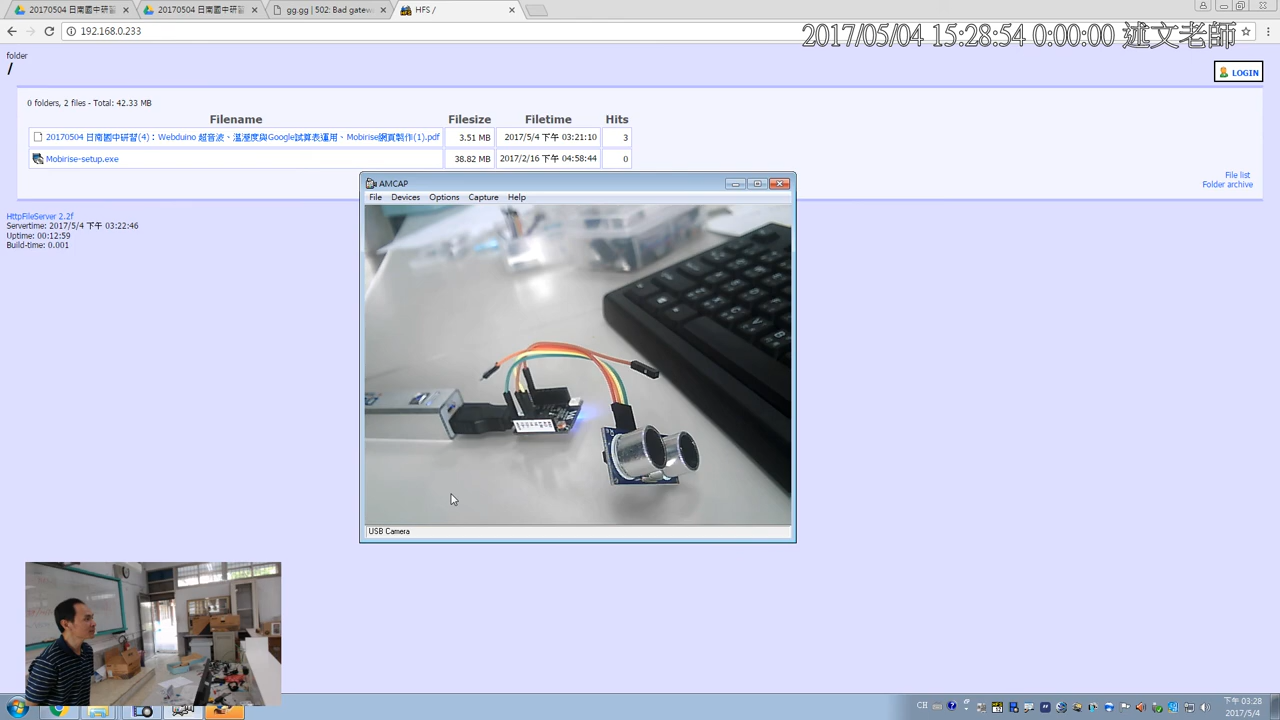 20170504 日南國中研習
20170504 日南國中研習
gg.gg | 502: Bad gatew
HFS /
192.168.0.233
2017/05/04 15:28:54 0:00:00 述文老師
folder
/
LOGIN
0 folders, 2 files - Total: 42.33 MB
Filename Filesize Filetime Hits
20170504 日南國中研習(4)：Webduino 超音波、溫溼度與Google試算表運用、Mobirise網頁製作(1).pdf 3.51 MB 2017/5/4 下午 03:21:10 3
Mobirise-setup.exe 38.82 MB 2017/2/16 下午 04:58:44 0
File list
Folder archive
HttpFileServer 2.2f
Servertime: 2017/5/4 下午 03:22:46
Uptime: 00:12:59
Build-time: 0.001
AMCAP
File Devices Options Capture Help
USB Camera
CH
下午 03:28
2017/5/4